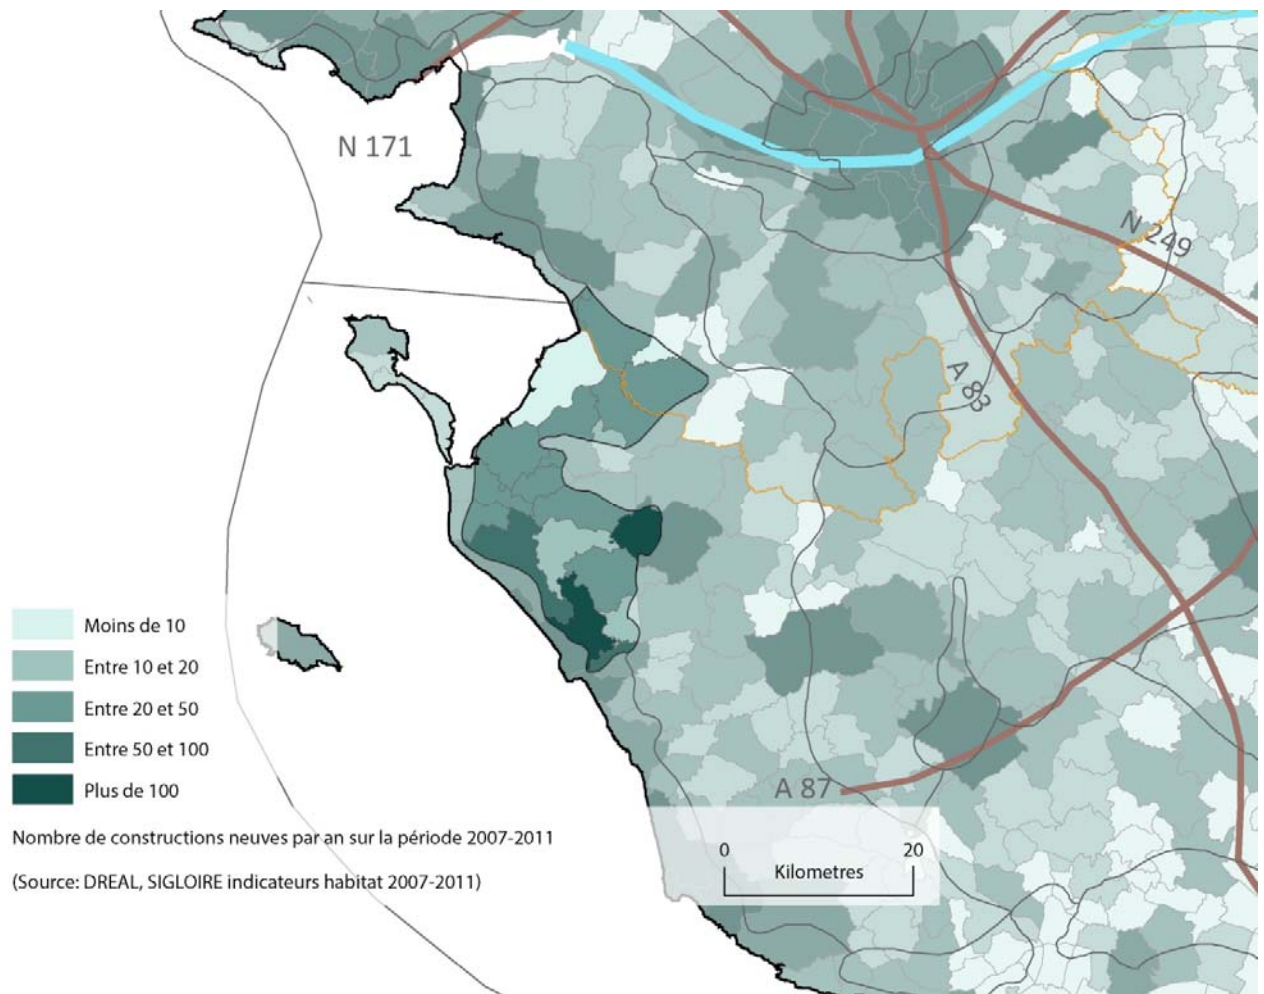 N 171
N 249
A 83
Moins de 10
Entre 10 et 20
Entre 20 et 50
Entre 50 et 100
Plus de 100
A 87
Nombre de constructions neuves par an sur la période 2007-2011
(Source: DREAL, SIGLOIRE indicateurs habitat 2007-2011)
0 20
Kilometres